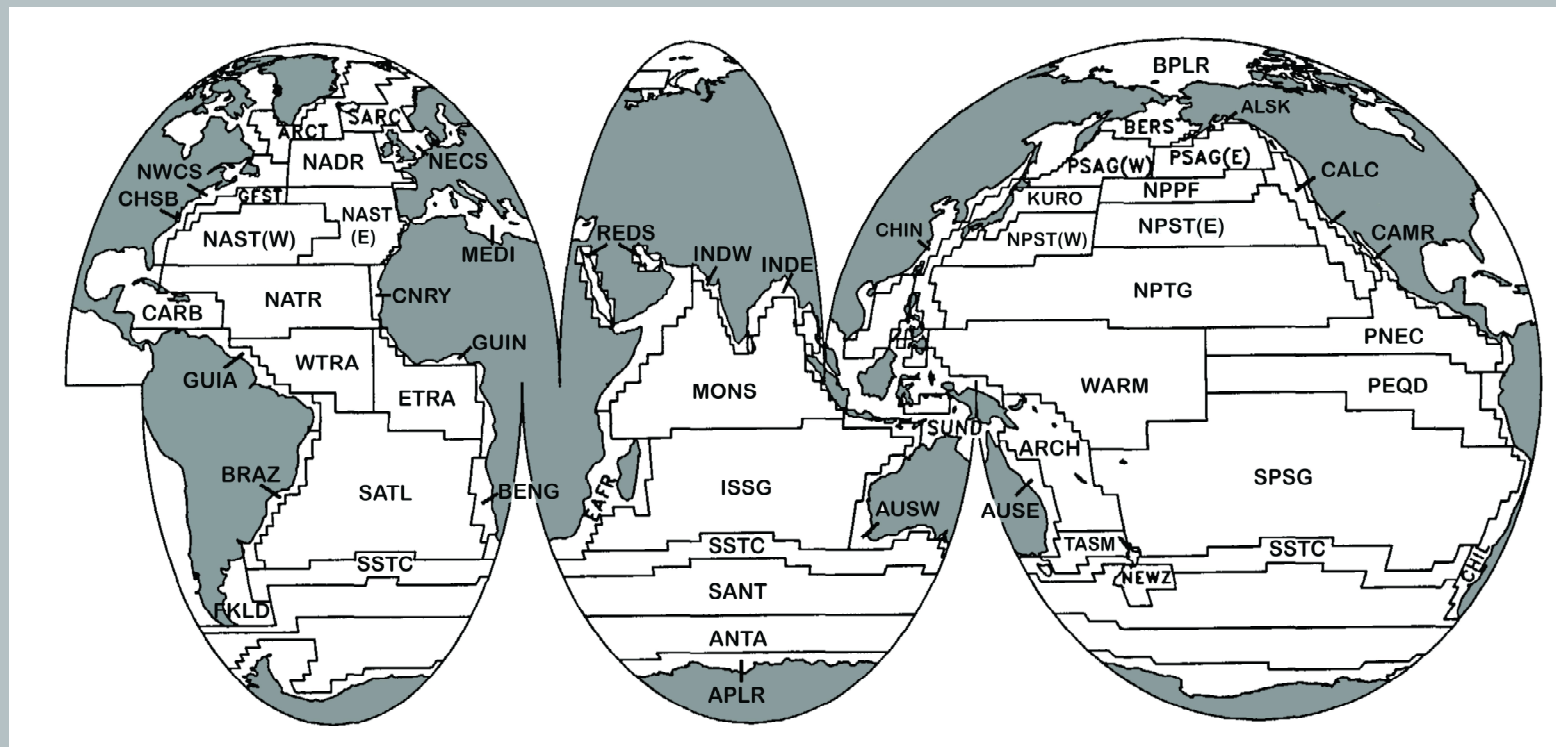 BPLR
ALSK
SARC
ARCT
BERS
NADR
NECS
PSAG(W)
PSAG(E)
NWCS
CALC
CHSB
GFST
KURO
NPPF
NAST
(E)
NAST(W)
MEDI
REDS
INDW
INDE
CHIN
NPST(W)
NPST(E)
CAMR
CARB
NATR
CNRY
NPTG
GUIN
PNEC
GUIA
WTRA
ETRA
MONS
WARM
PEQD
SUND
ARCH
BRAZ
SATL
BENG
EAFR
ISSG
AUSW
AUSE
SPSG
SSTC
SSTC
TASM
SSTC
CHIL
NEWZ
FKLD
SANT
ANTA
APLR